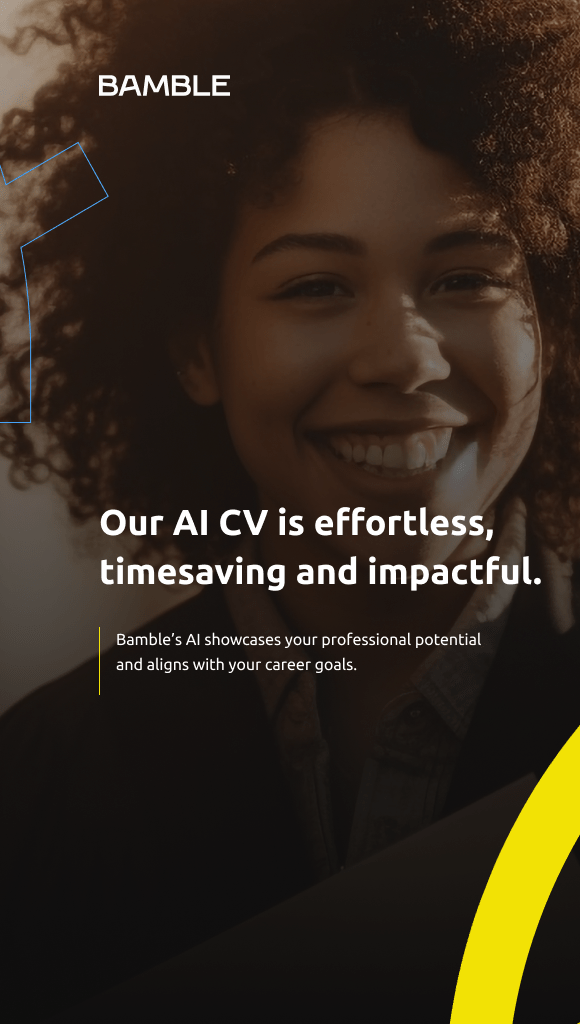 BAMBLE
Our AI CV is effortless,
timesaving and impactful.
Bamble’s AI showcases your professional potential
and aligns with your career goals.